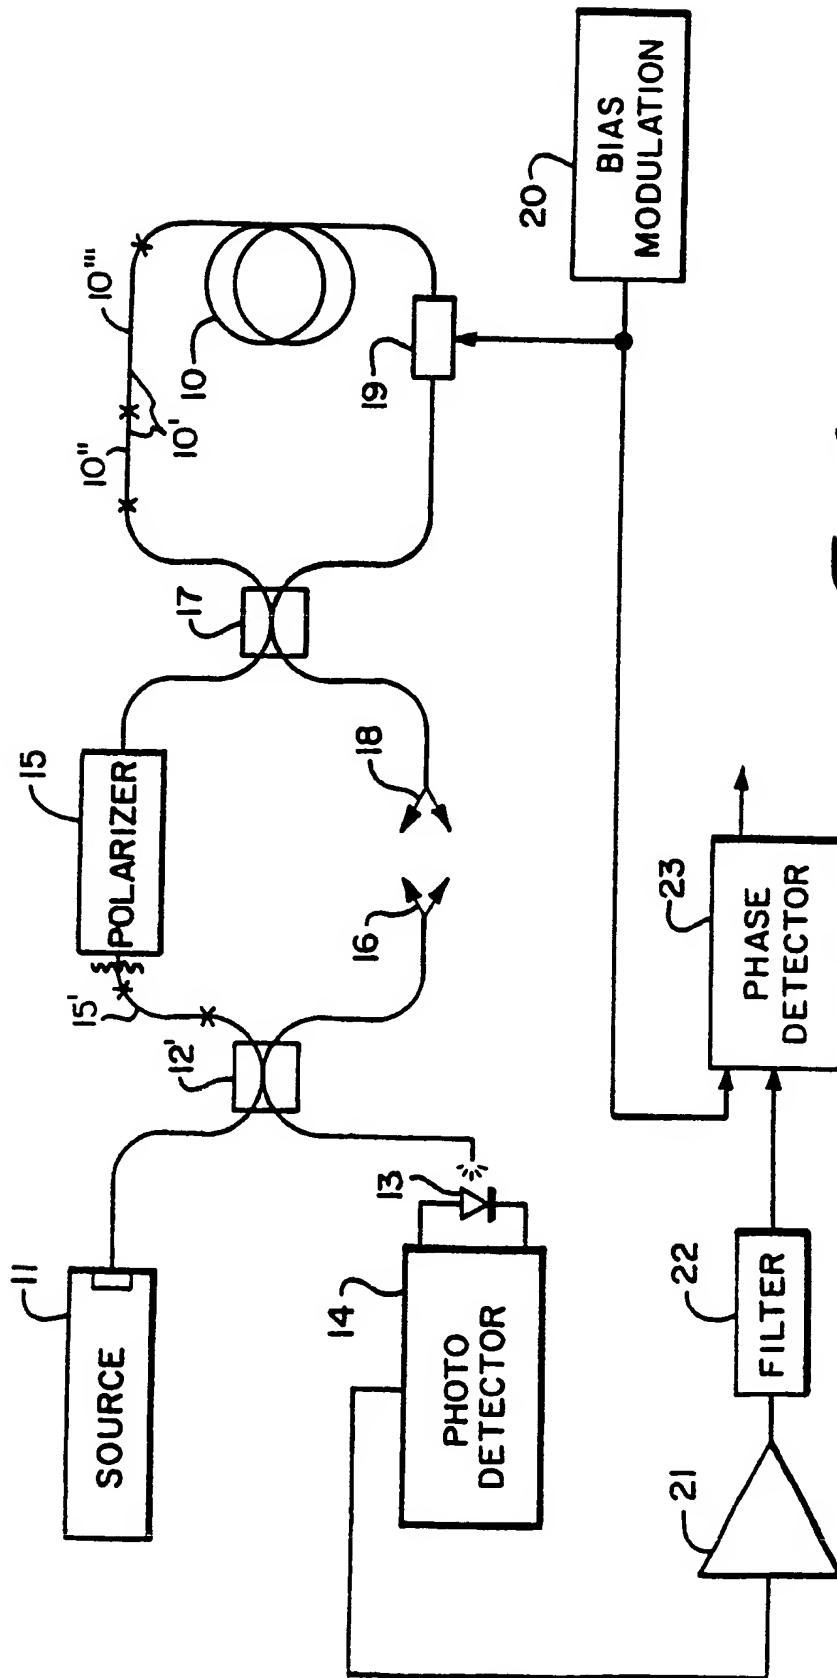 11
SOURCE
12'
15'
POLARIZER
15
17
10"
10'
10'''
10
13
14
PHOTO
DETECTOR
16
18
19
20
BIAS
MODULATION
21
22
FILTER
23
PHASE
DETECTOR